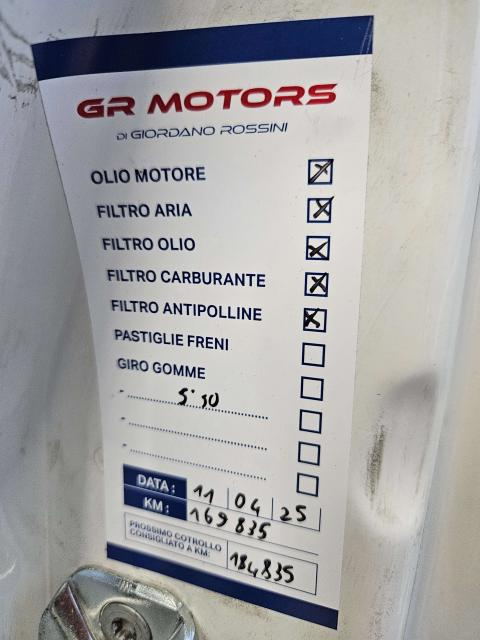 GR MOTORS
DI GIORDANO ROSSINI
OLIO MOTORE
FILTRO ARIA
FILTRO OLIO
FILTRO CARBURANTE
FILTRO ANTIPOLLINE
PASTIGLIE FRENI
GIRO GOMME
- 5·30
-
-
DATA: 11 04 25
KM: 169835
PROSSIMO COTROLLO
CONSIGLIATO A KM: 184835